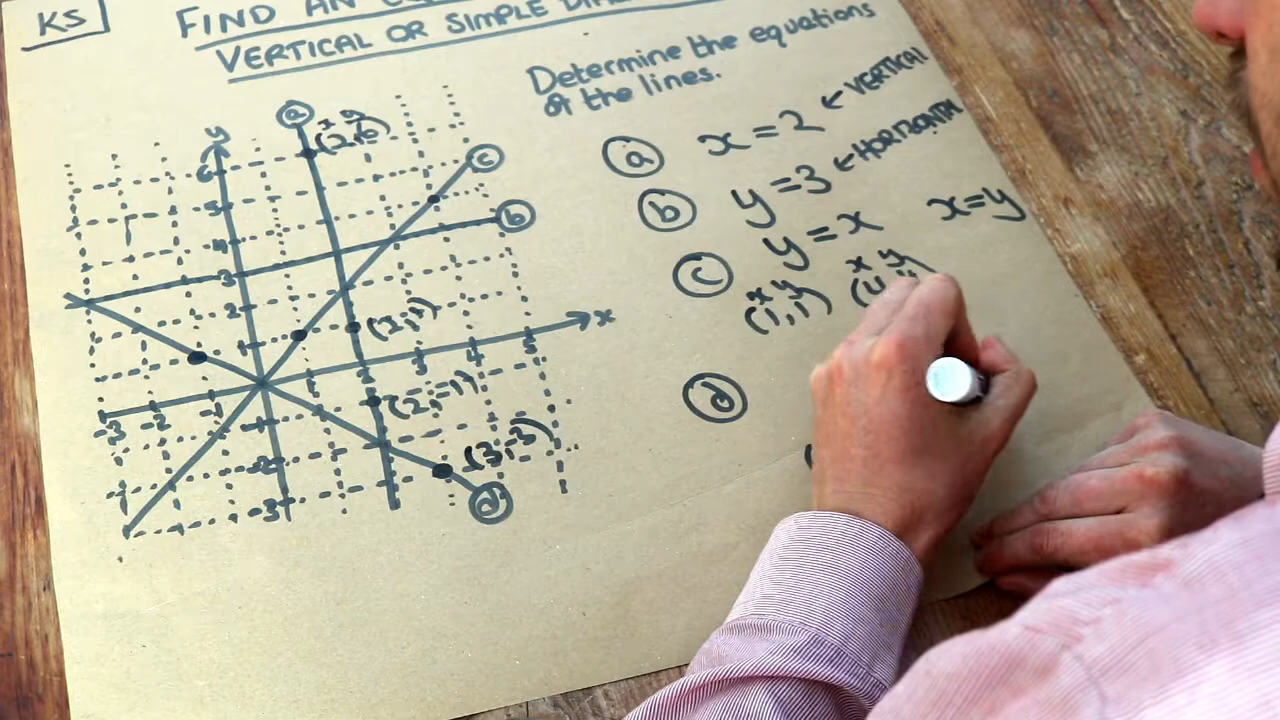 KS
FIND AN
VERTICAL OR SIMPLE
Determine the equations
of the lines.
(a) x=2 ← VERTICAL
(b) y=3 ← HORIZONTAL
(c) y=x x=y
x y x y
(1,1) (4,
(d)
(a)
x y
(2,6)
(c)
(b)
y
6
5
4
3
2
1
(2,1)
x
-3 -2 -1 1 2 3 4 5
(2,-1)
-1
-2
-3
(3,-3)
(d)